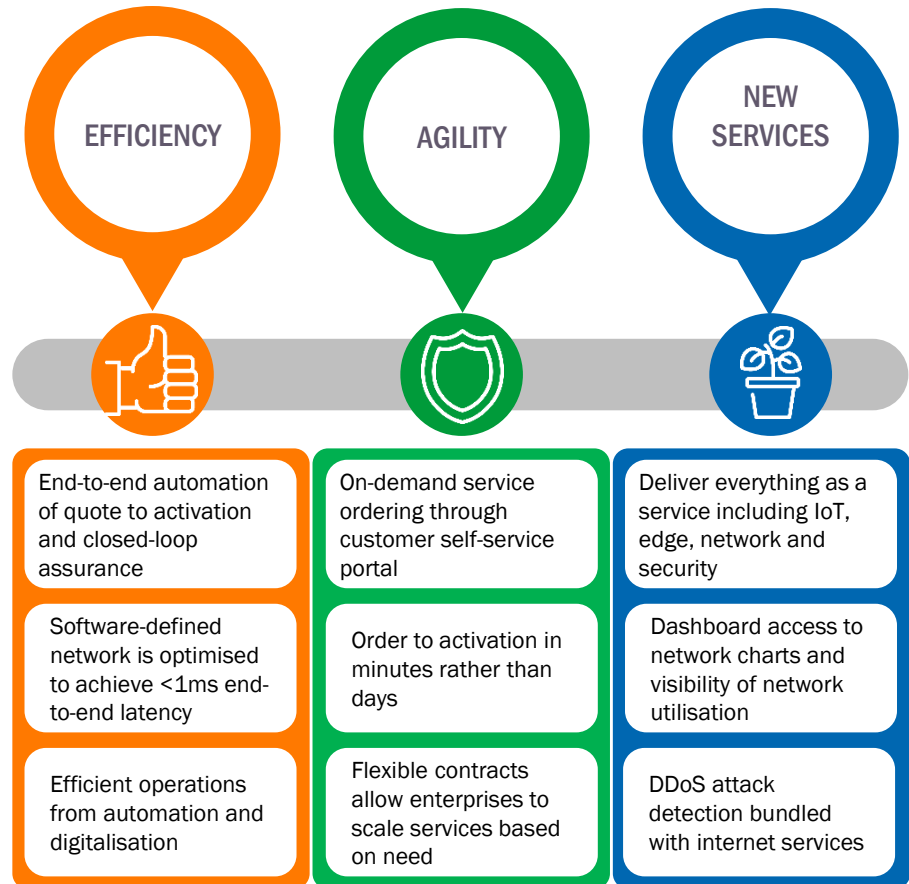 EFFICIENCY
AGILITY
NEW
SERVICES
End-to-end automation
of quote to activation
and closed-loop
assurance
Software-defined
network is optimised
to achieve <1ms end-
to-end latency
Efficient operations
from automation and
digitalisation
On-demand service
ordering through
customer self-service
portal
Order to activation in
minutes rather than
days
Flexible contracts
allow enterprises to
scale services based
on need
Deliver everything as a
service including IoT,
edge, network and
security
Dashboard access to
network charts and
visibility of network
utilisation
DDoS attack
detection bundled
with internet services